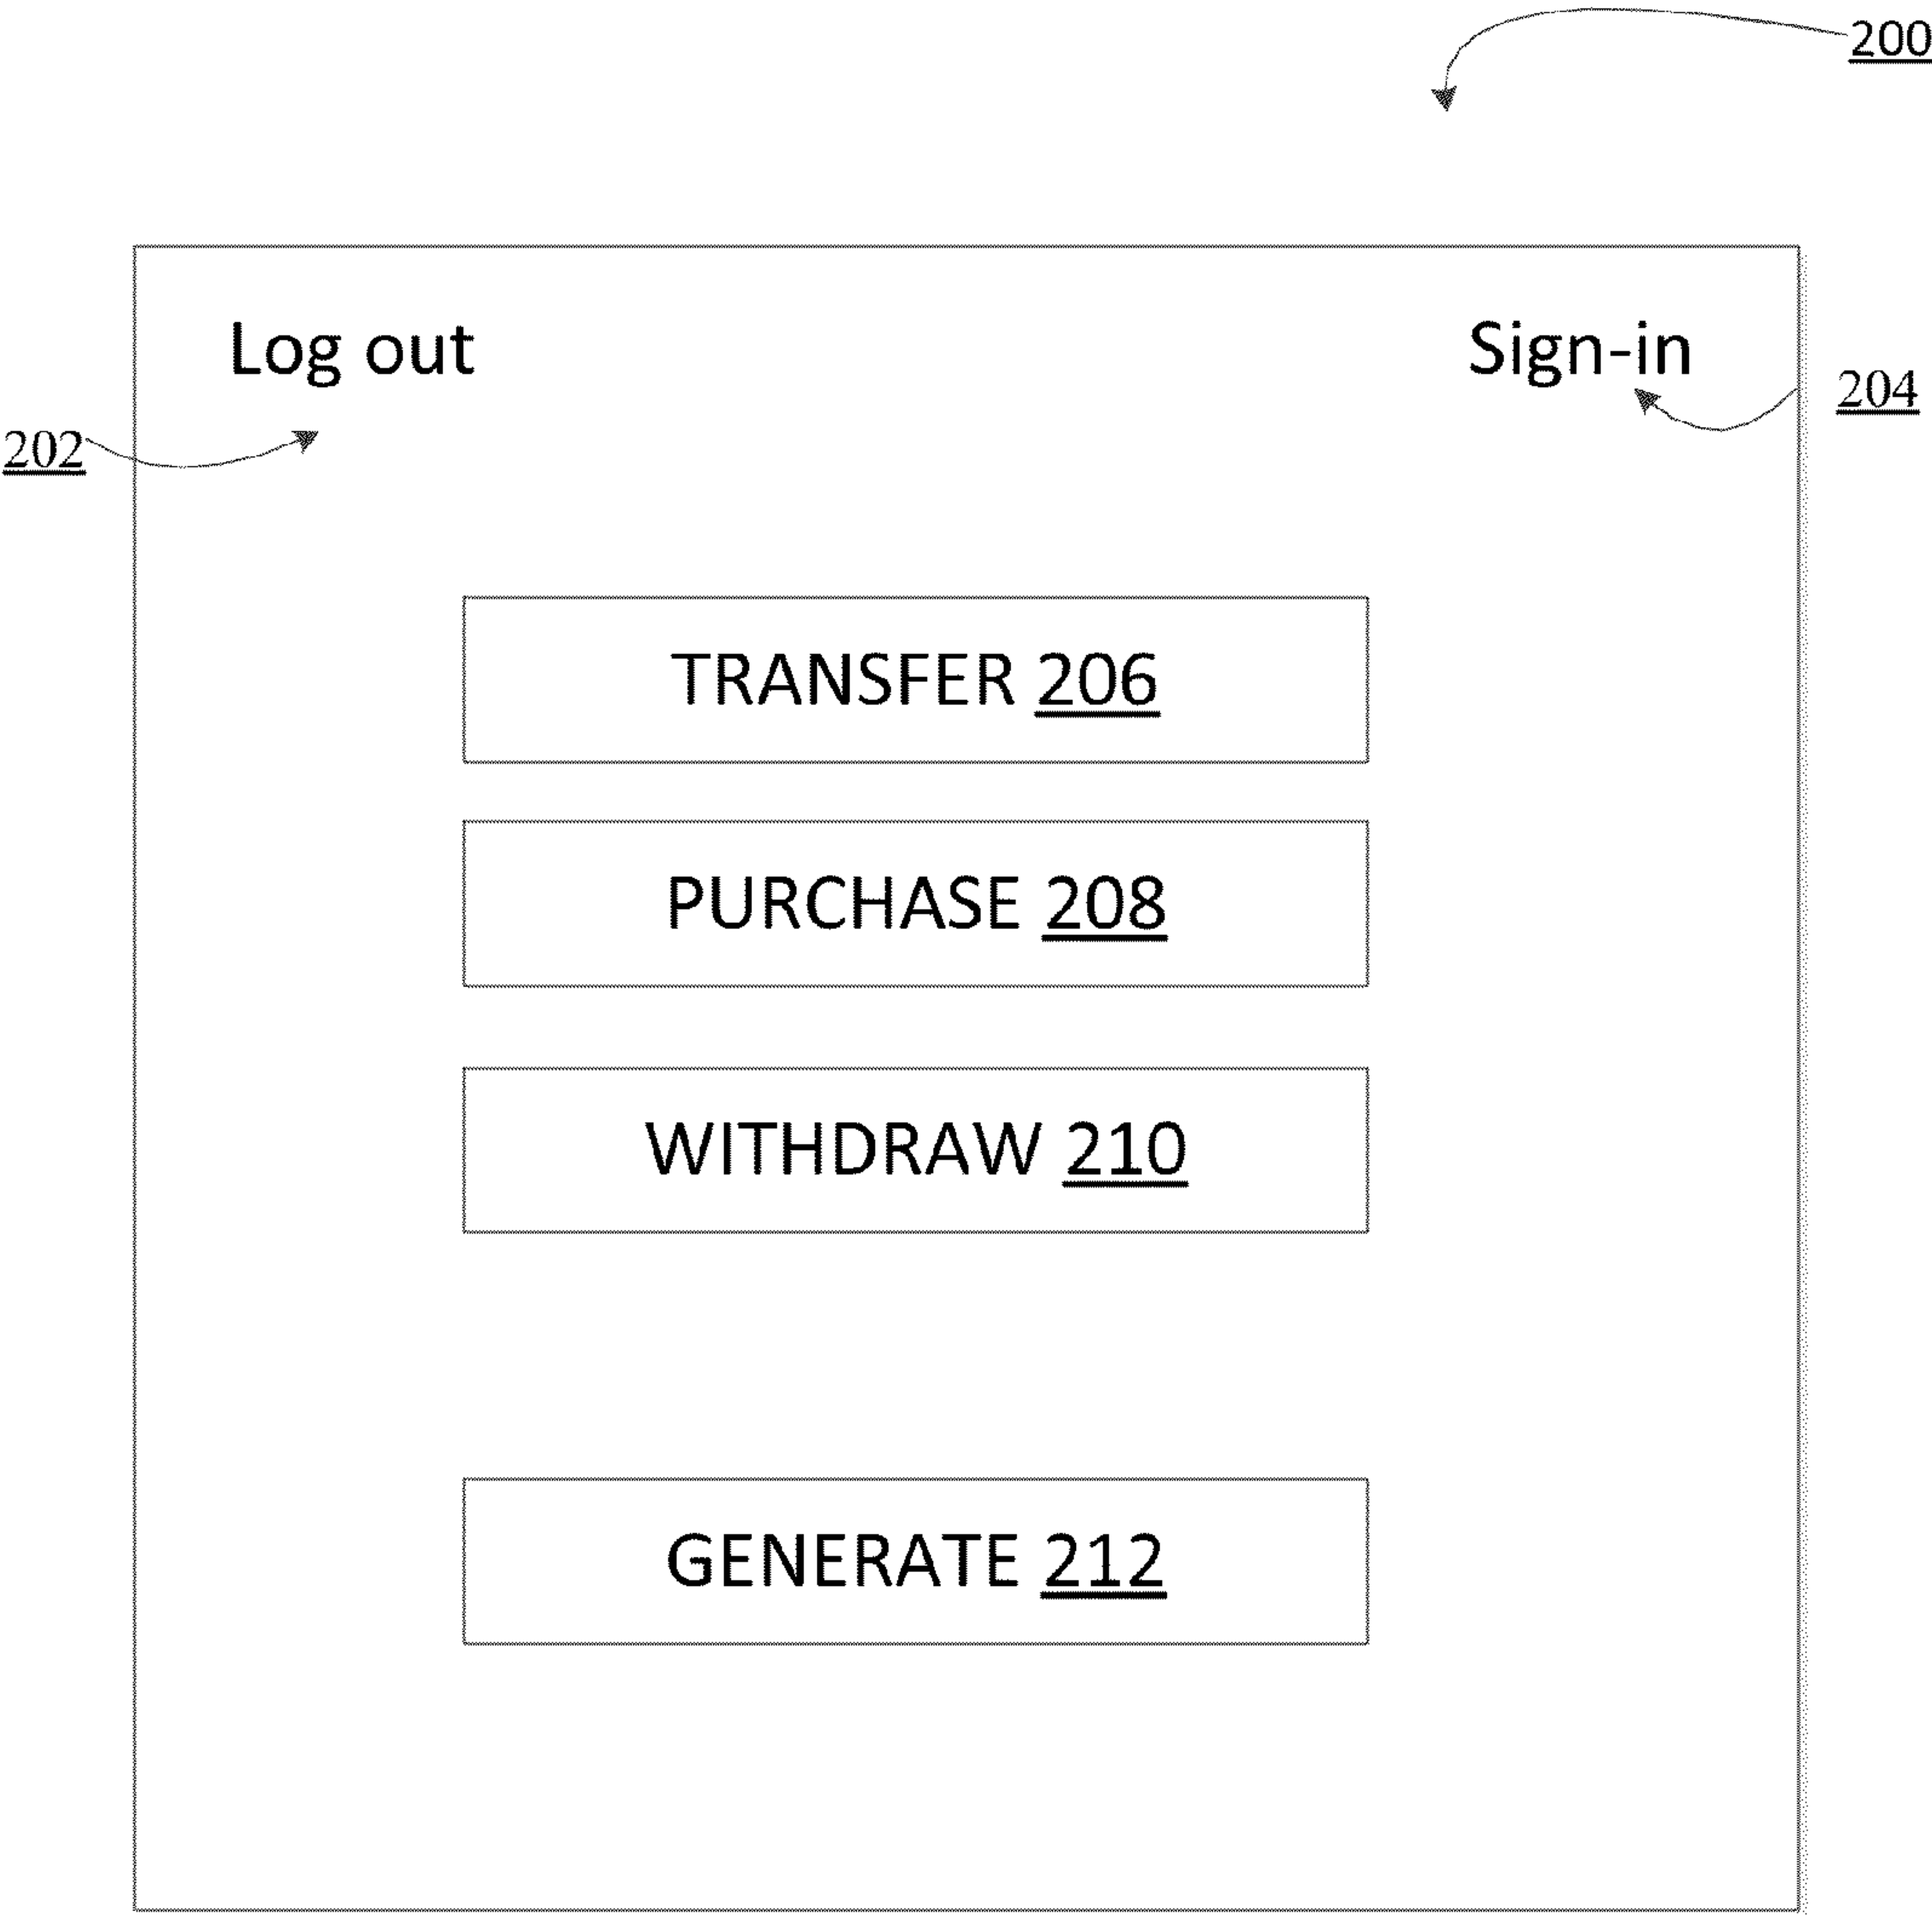 200
Log out
Sign-in
204
202
TRANSFER 206
PURCHASE 208
WITHDRAW 210
GENERATE 212